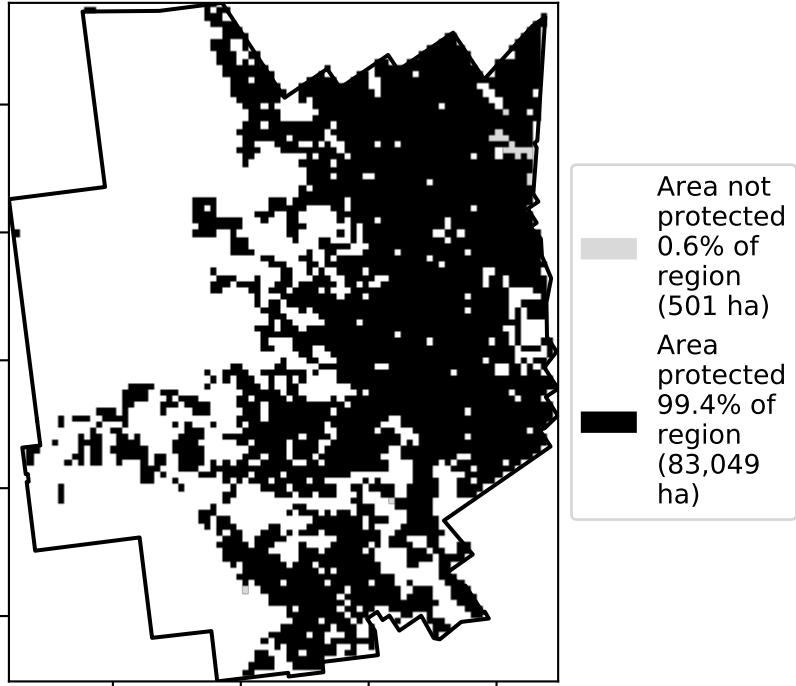 Area not
protected
0.6% of
region
(501 ha)
Area
protected
99.4% of
region
(83,049
ha)